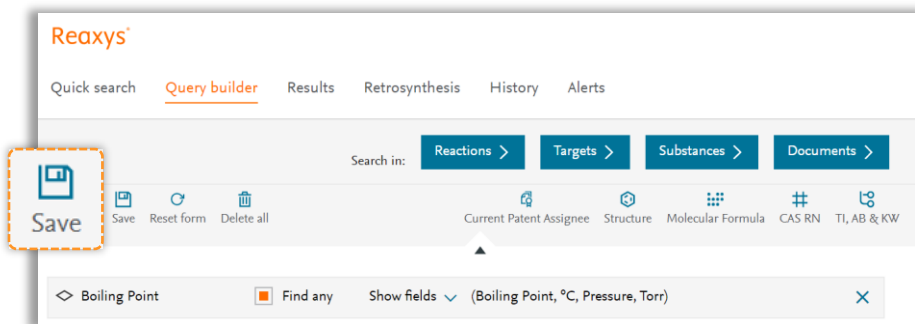 Reaxys®
Quick search Query builder Results Retrosynthesis History Alerts
Search in: Reactions > Targets > Substances > Documents >
Save
Save Reset form Delete all Current Patent Assignee Structure Molecular Formula CAS RN TI, AB & KW
Boiling Point Find any Show fields (Boiling Point, °C, Pressure, Torr)